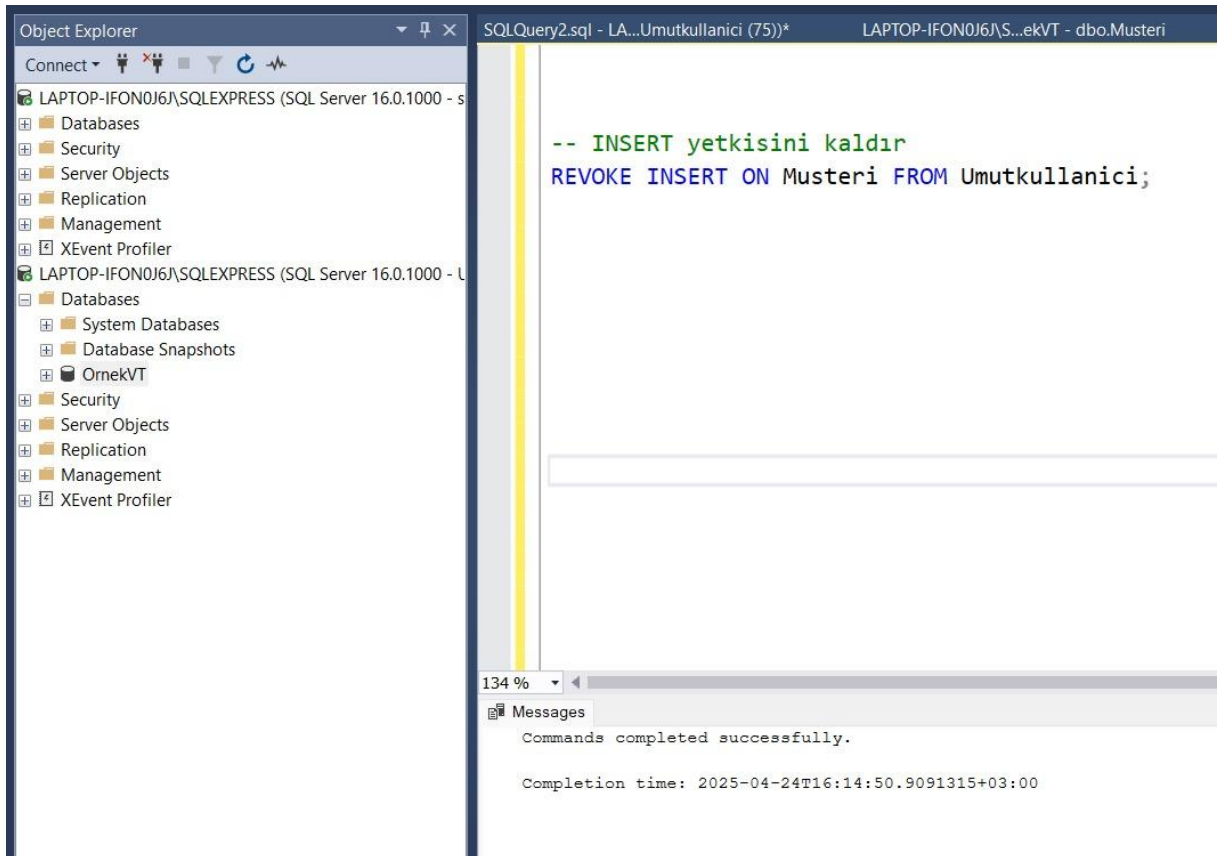 Object Explorer
Connect
LAPTOP-IFON0J6J\SQLEXPRESS (SQL Server 16.0.1000 - s
Databases
Security
Server Objects
Replication
Management
XEvent Profiler
LAPTOP-IFON0J6J\SQLEXPRESS (SQL Server 16.0.1000 - U
Databases
System Databases
Database Snapshots
OrnekVT
Security
Server Objects
Replication
Management
XEvent Profiler
SQLQuery2.sql - LA...Umutkullanici (75))*
LAPTOP-IFON0J6J\S...ekVT - dbo.Musteri
-- INSERT yetkisini kaldır
REVOKE INSERT ON Musteri FROM Umutkullanici;
134 %
Messages
Commands completed successfully.
Completion time: 2025-04-24T16:14:50.9091315+03:00